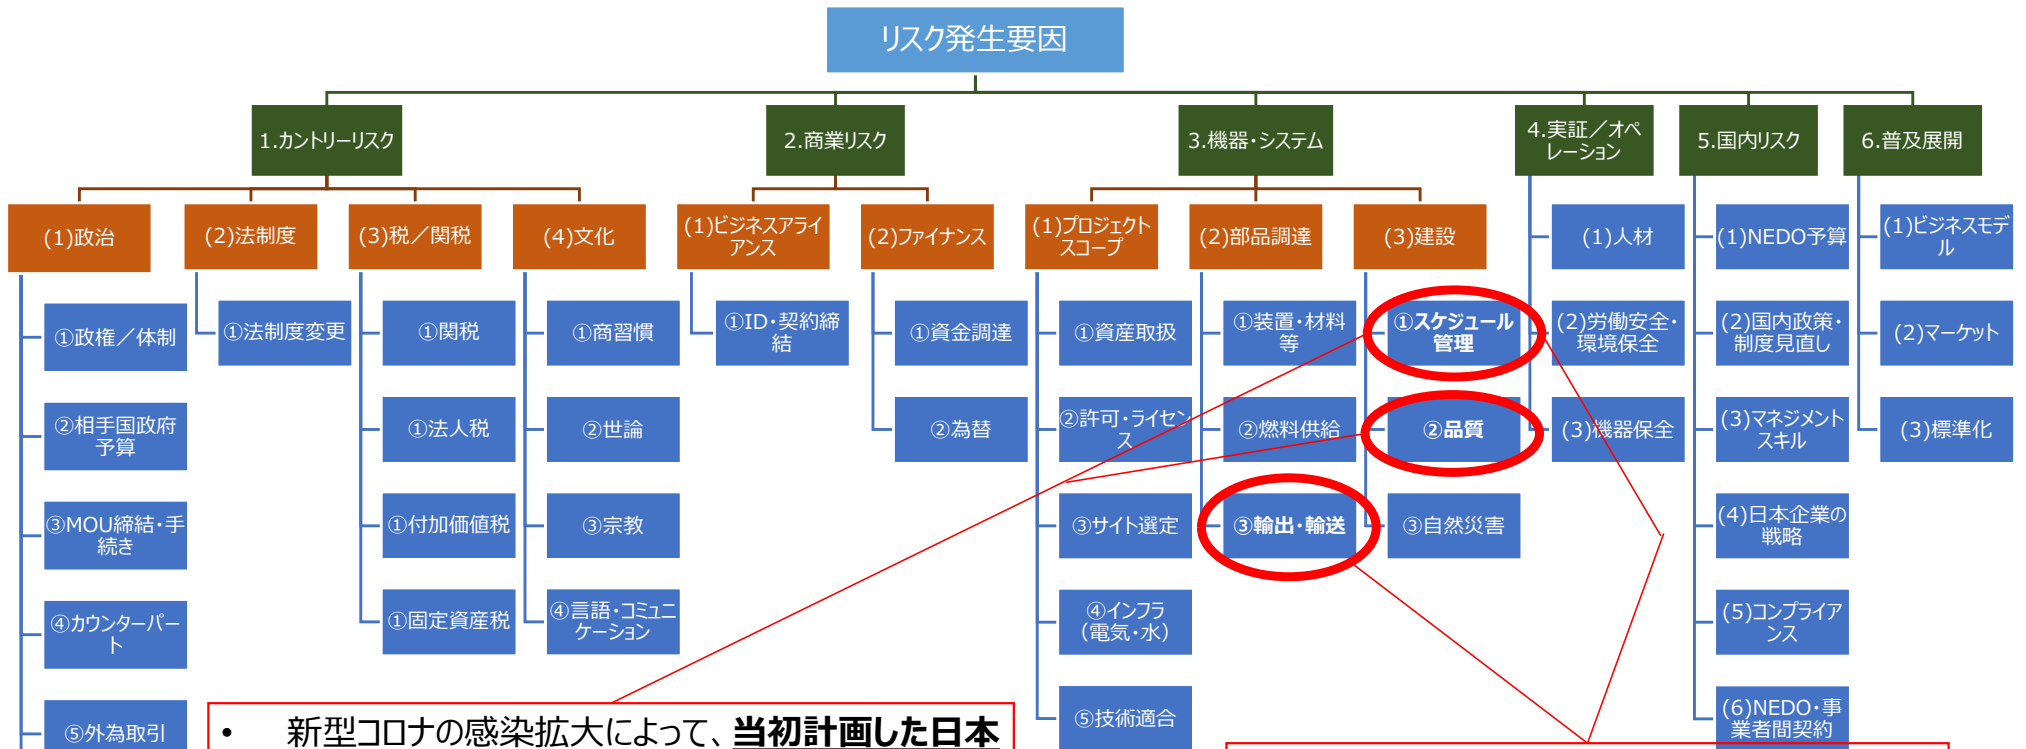 リスク発生要因
1.カントリーリスク
2.商業リスク
3.機器・システム
4.実証／オペ
レーション
5.国内リスク
6.普及展開
(1)政治
(2)法制度
(3)税／関税
(4)文化
(1)ビジネスアライ
アンス
(2)ファイナンス
(1)プロジェクト
スコープ
(2)部品調達
(3)建設
(1)人材
(1)NEDO予算
(1)ビジネスモデ
ル
①政権／体制
①法制度変更
①関税
①商習慣
①ID・契約締
結
①資金調達
①資産取扱
①装置・材料
等
①スケジュール
管理
(2)労働安全・
環境保全
(2)国内政策・
制度見直し
(2)マーケット
②相手国政府
予算
①法人税
②世論
②為替
②許可・ライセン
ス
②燃料供給
②品質
(3)機器保全
(3)マネジメント
スキル
(3)標準化
③MOU締結・手
続き
①付加価値税
③宗教
③サイト選定
③輸出・輸送
③自然災害
(4)日本企業の
戦略
④カウンターパー
ト
①固定資産税
④言語・コミュニ
ケーション
④インフラ
（電気・水）
(5)コンプライア
ンス
⑤外為取引
⑤技術適合
(6)NEDO・事
業者間契約
• 新型コロナの感染拡大によって、当初計画した日本